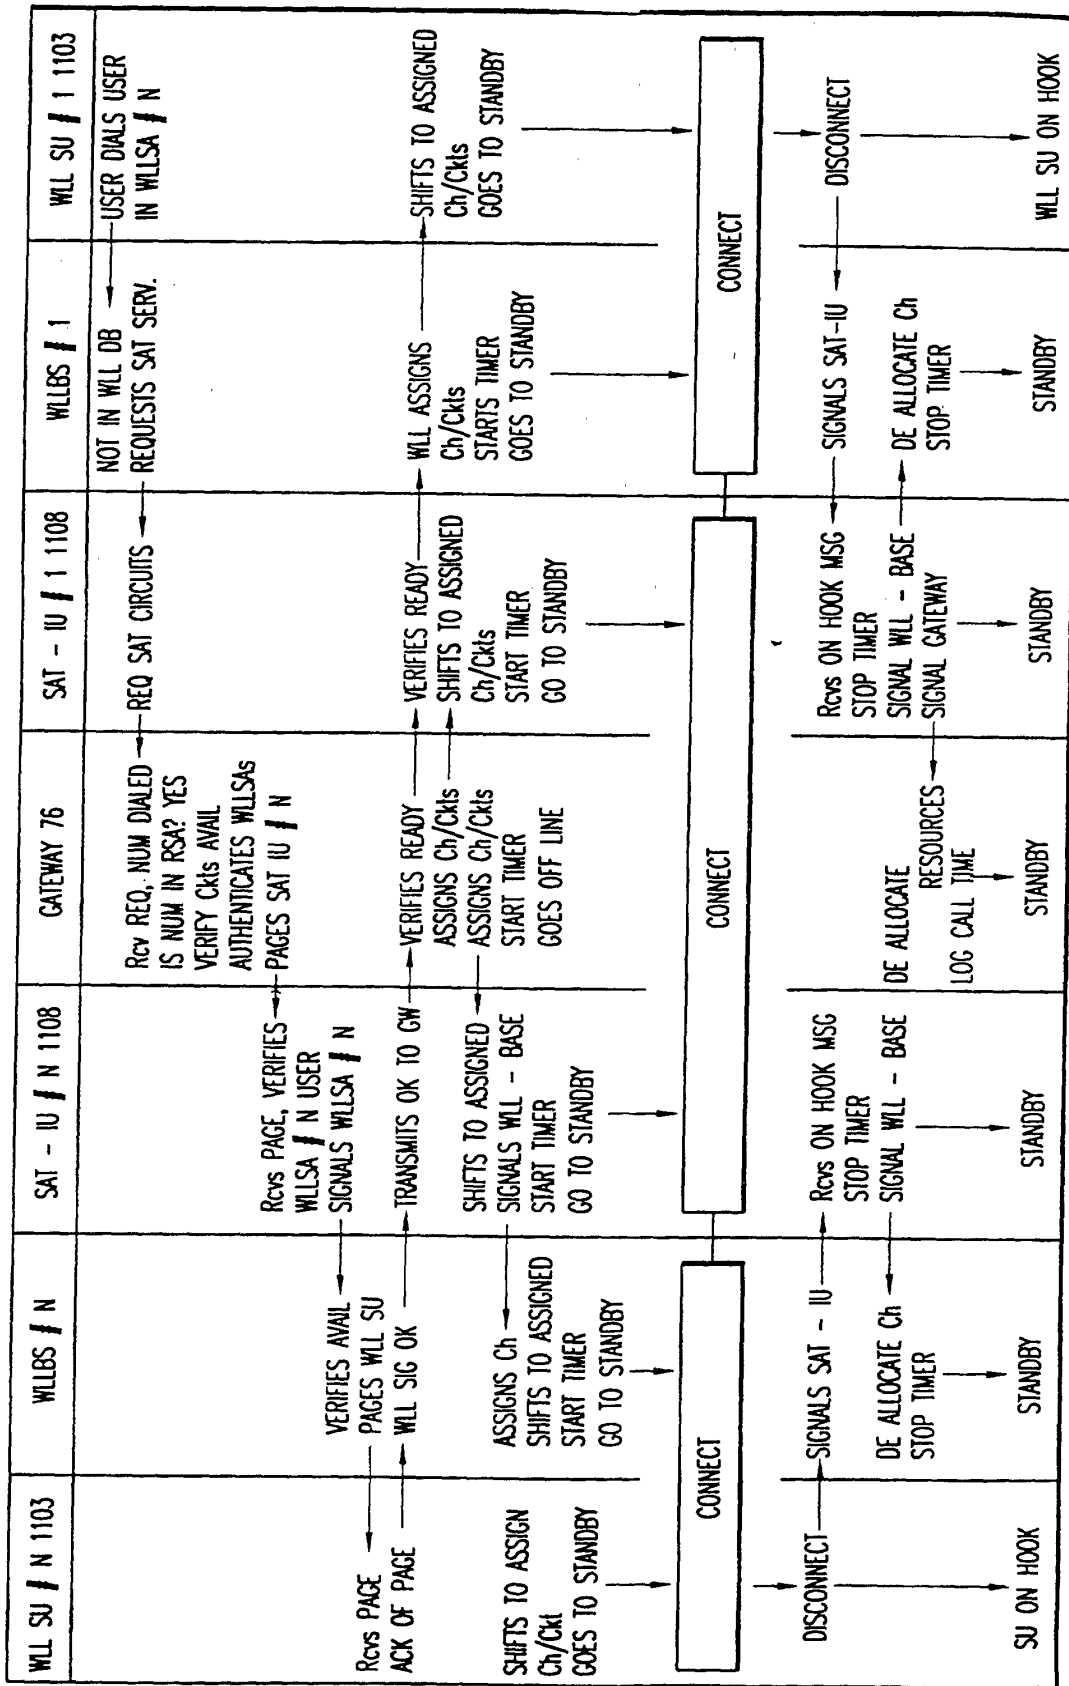 WLL SU # N 1103
WLLBS # N
SAT - IU # N 1108
GATEWAY 76
SAT - IU # 1 1108
WLLBS # 1
WLL SU # 1 1103
USER DIALS USER
IN WLLSA # N
NOT IN WLL DB
REQUESTS SAT SERV.
REQ SAT CIRCUITS
Rcv REQ, NUM DIALED
IS NUM IN RSA? YES
VERIFY Ckts AVAIL
AUTHENTICATES WLLSAs
PAGES SAT IU # N
Rcvs PAGE, VERIFIES
WLLSA # N USER
SIGNALS WLLSA # N
VERIFIES AVAIL
PAGES WLL SU
WLL SIG OK
Rcvs PAGE
ACK OF PAGE
TRANSMITS OK TO GW
VERIFIES READY
ASSIGNS Ch/Ckts
ASSIGNS Ch/Ckts
START TIMER
GOES OFF LINE
VERIFIES READY
SHIFTS TO ASSIGNED
Ch/Ckts
START TIMER
GO TO STANDBY
WLL ASSIGNS
Ch/Ckts
STARTS TIMER
GOES TO STANDBY
SHIFTS TO ASSIGNED
Ch/Ckts
GOES TO STANDBY
SHIFTS TO ASSIGNED
SIGNALS WLL - BASE
START TIMER
GO TO STANDBY
ASSIGNS Ch
SHIFTS TO ASSIGNED
START TIMER
GO TO STANDBY
SHIFTS TO ASSIGN
Ch/Ckt
GOES TO STANDBY
CONNECT
CONNECT
CONNECT
DISCONNECT
SIGNALS SAT - IU
Rcvs ON HOOK MSG
STOP TIMER
SIGNAL WLL - BASE
DE ALLOCATE Ch
STOP TIMER
DE ALLOCATE
RESOURCES
LOG CALL TIME
Rcvs ON HOOK MSG
STOP TIMER
SIGNAL WLL - BASE
SIGNAL GATEWAY
SIGNALS SAT-IU
DE ALLOCATE Ch
STOP TIMER
DISCONNECT
SU ON HOOK
STANDBY
STANDBY
STANDBY
STANDBY
STANDBY
WLL SU ON HOOK